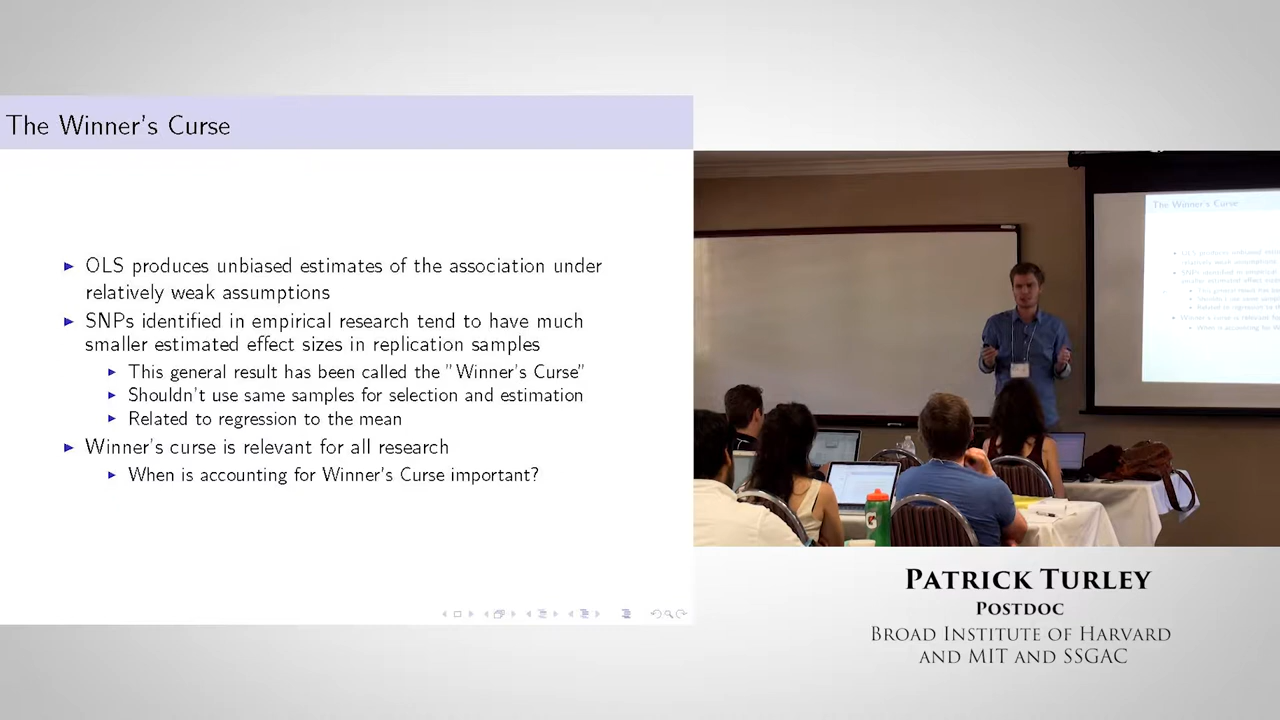 The Winner's Curse
► OLS produces unbiased estimates of the association under
relatively weak assumptions
► SNPs identified in empirical research tend to have much
smaller estimated effect sizes in replication samples
► This general result has been called the "Winner's Curse"
► Shouldn't use same samples for selection and estimation
► Related to regression to the mean
► Winner's curse is relevant for all research
► When is accounting for Winner's Curse important?
The Winner's Curse
Patrick Turley
Postdoc
Broad Institute of Harvard
and MIT and SSGAC